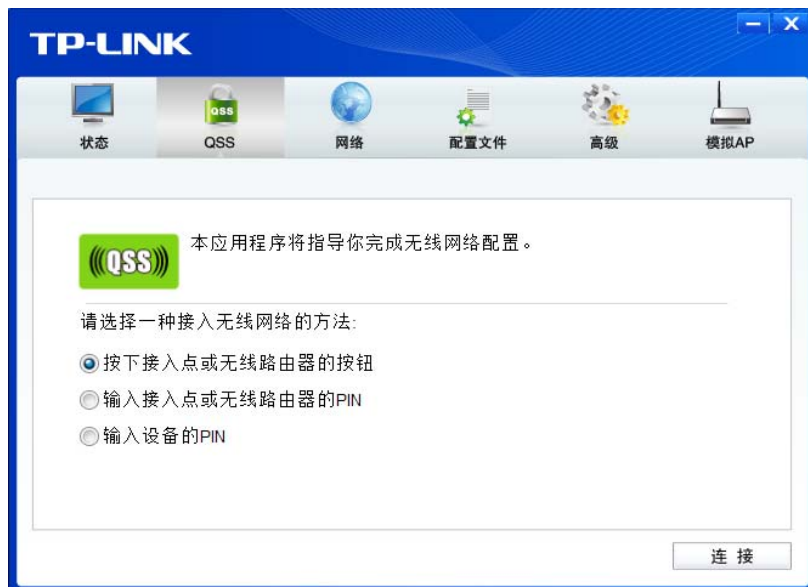 TP-LINK
QSS
状态
QSS
网络
配置文件
高级
模拟AP
((QSS))
本应用程序将指导你完成无线网络配置。
请选择一种接入无线网络的方法:
按下接入点或无线路由器的按钮
输入接入点或无线路由器的PIN
输入设备的PIN
连接